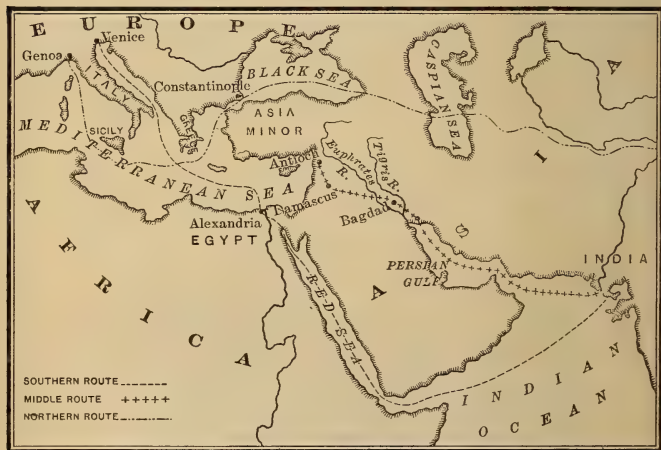 EUROPE
Venice
Genoa
ITALY
Constantinople
BLACK SEA
CASPIAN SEA
ASIA
GREECE
ASIA
MINOR
SICILY
MEDITERRANEAN SEA
Antioch
Euphrates
R.
Tigris R.
Damascus
Bagdad
Alexandria
EGYPT
PERSIAN
GULF
INDIA
RED SEA
AFRICA
INDIAN
OCEAN
SOUTHERN ROUTE
MIDDLE ROUTE
NORTHERN ROUTE